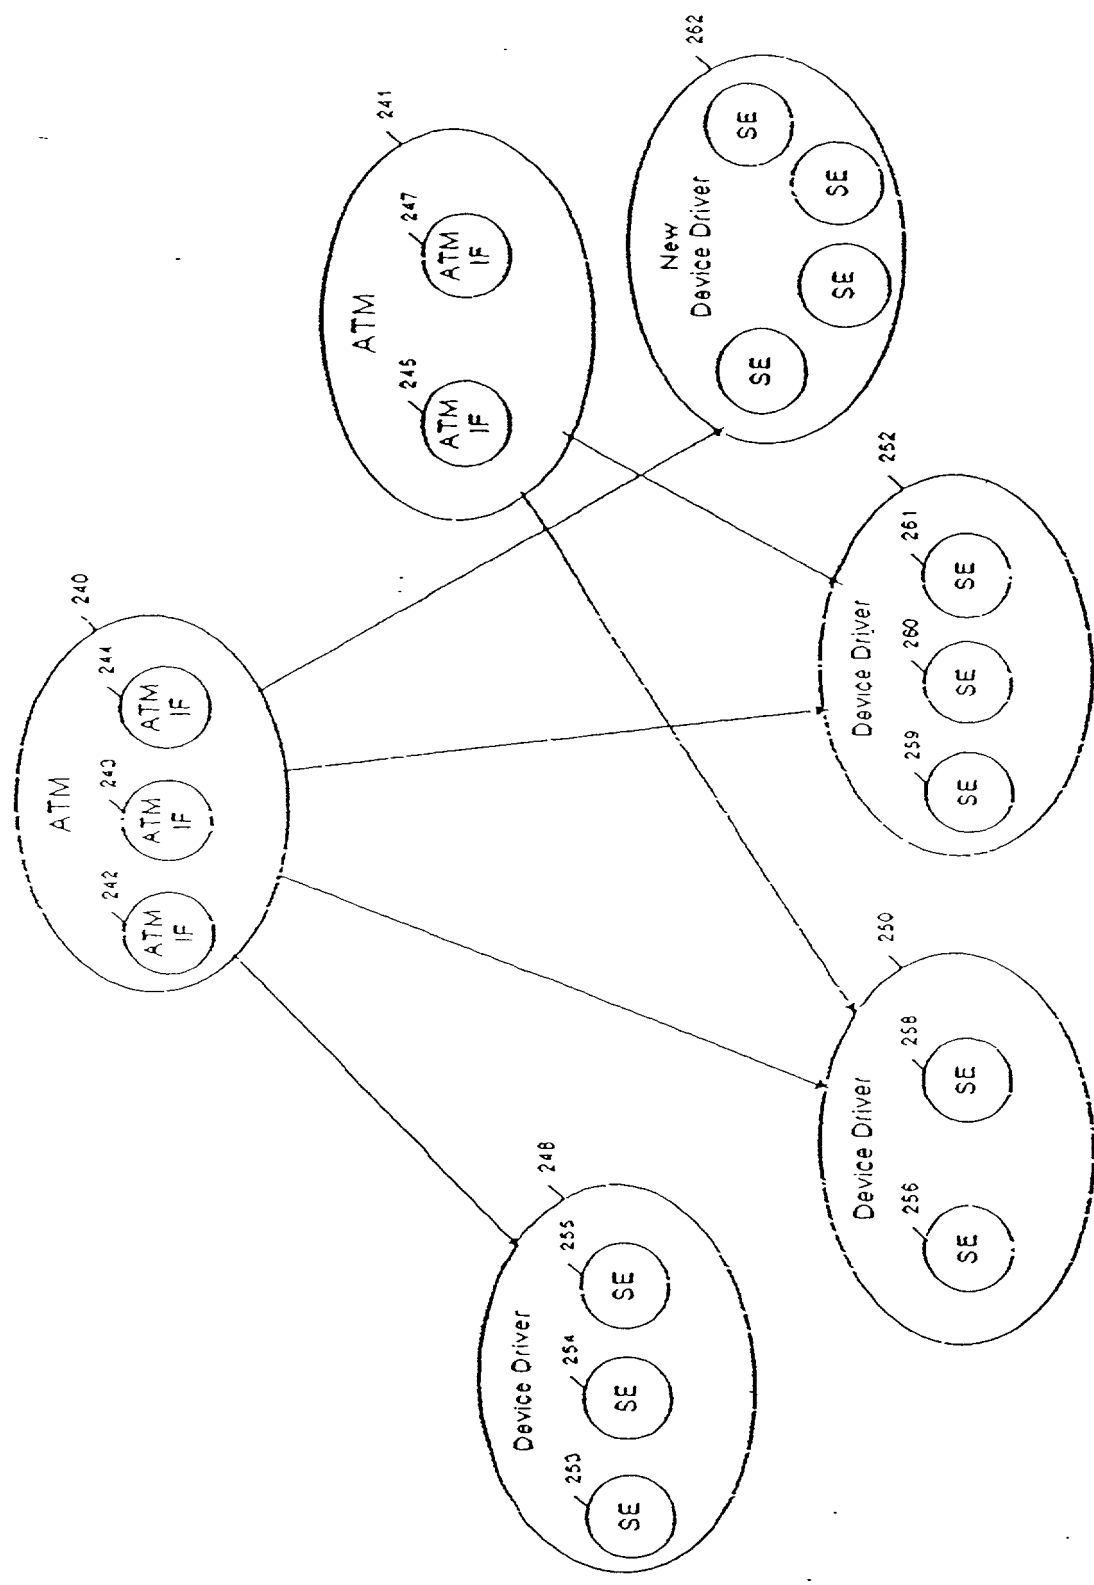 240
ATM
242
243
244
ATM
IF
ATM
IF
ATM
IF
241
ATM
245
247
ATM
IF
ATM
IF
248
Device Driver
253
254
255
SE
SE
SE
262
New
Device Driver
SE
SE
SE
SE
250
Device Driver
256
258
SE
SE
252
Device Driver
259
260
261
SE
SE
SE